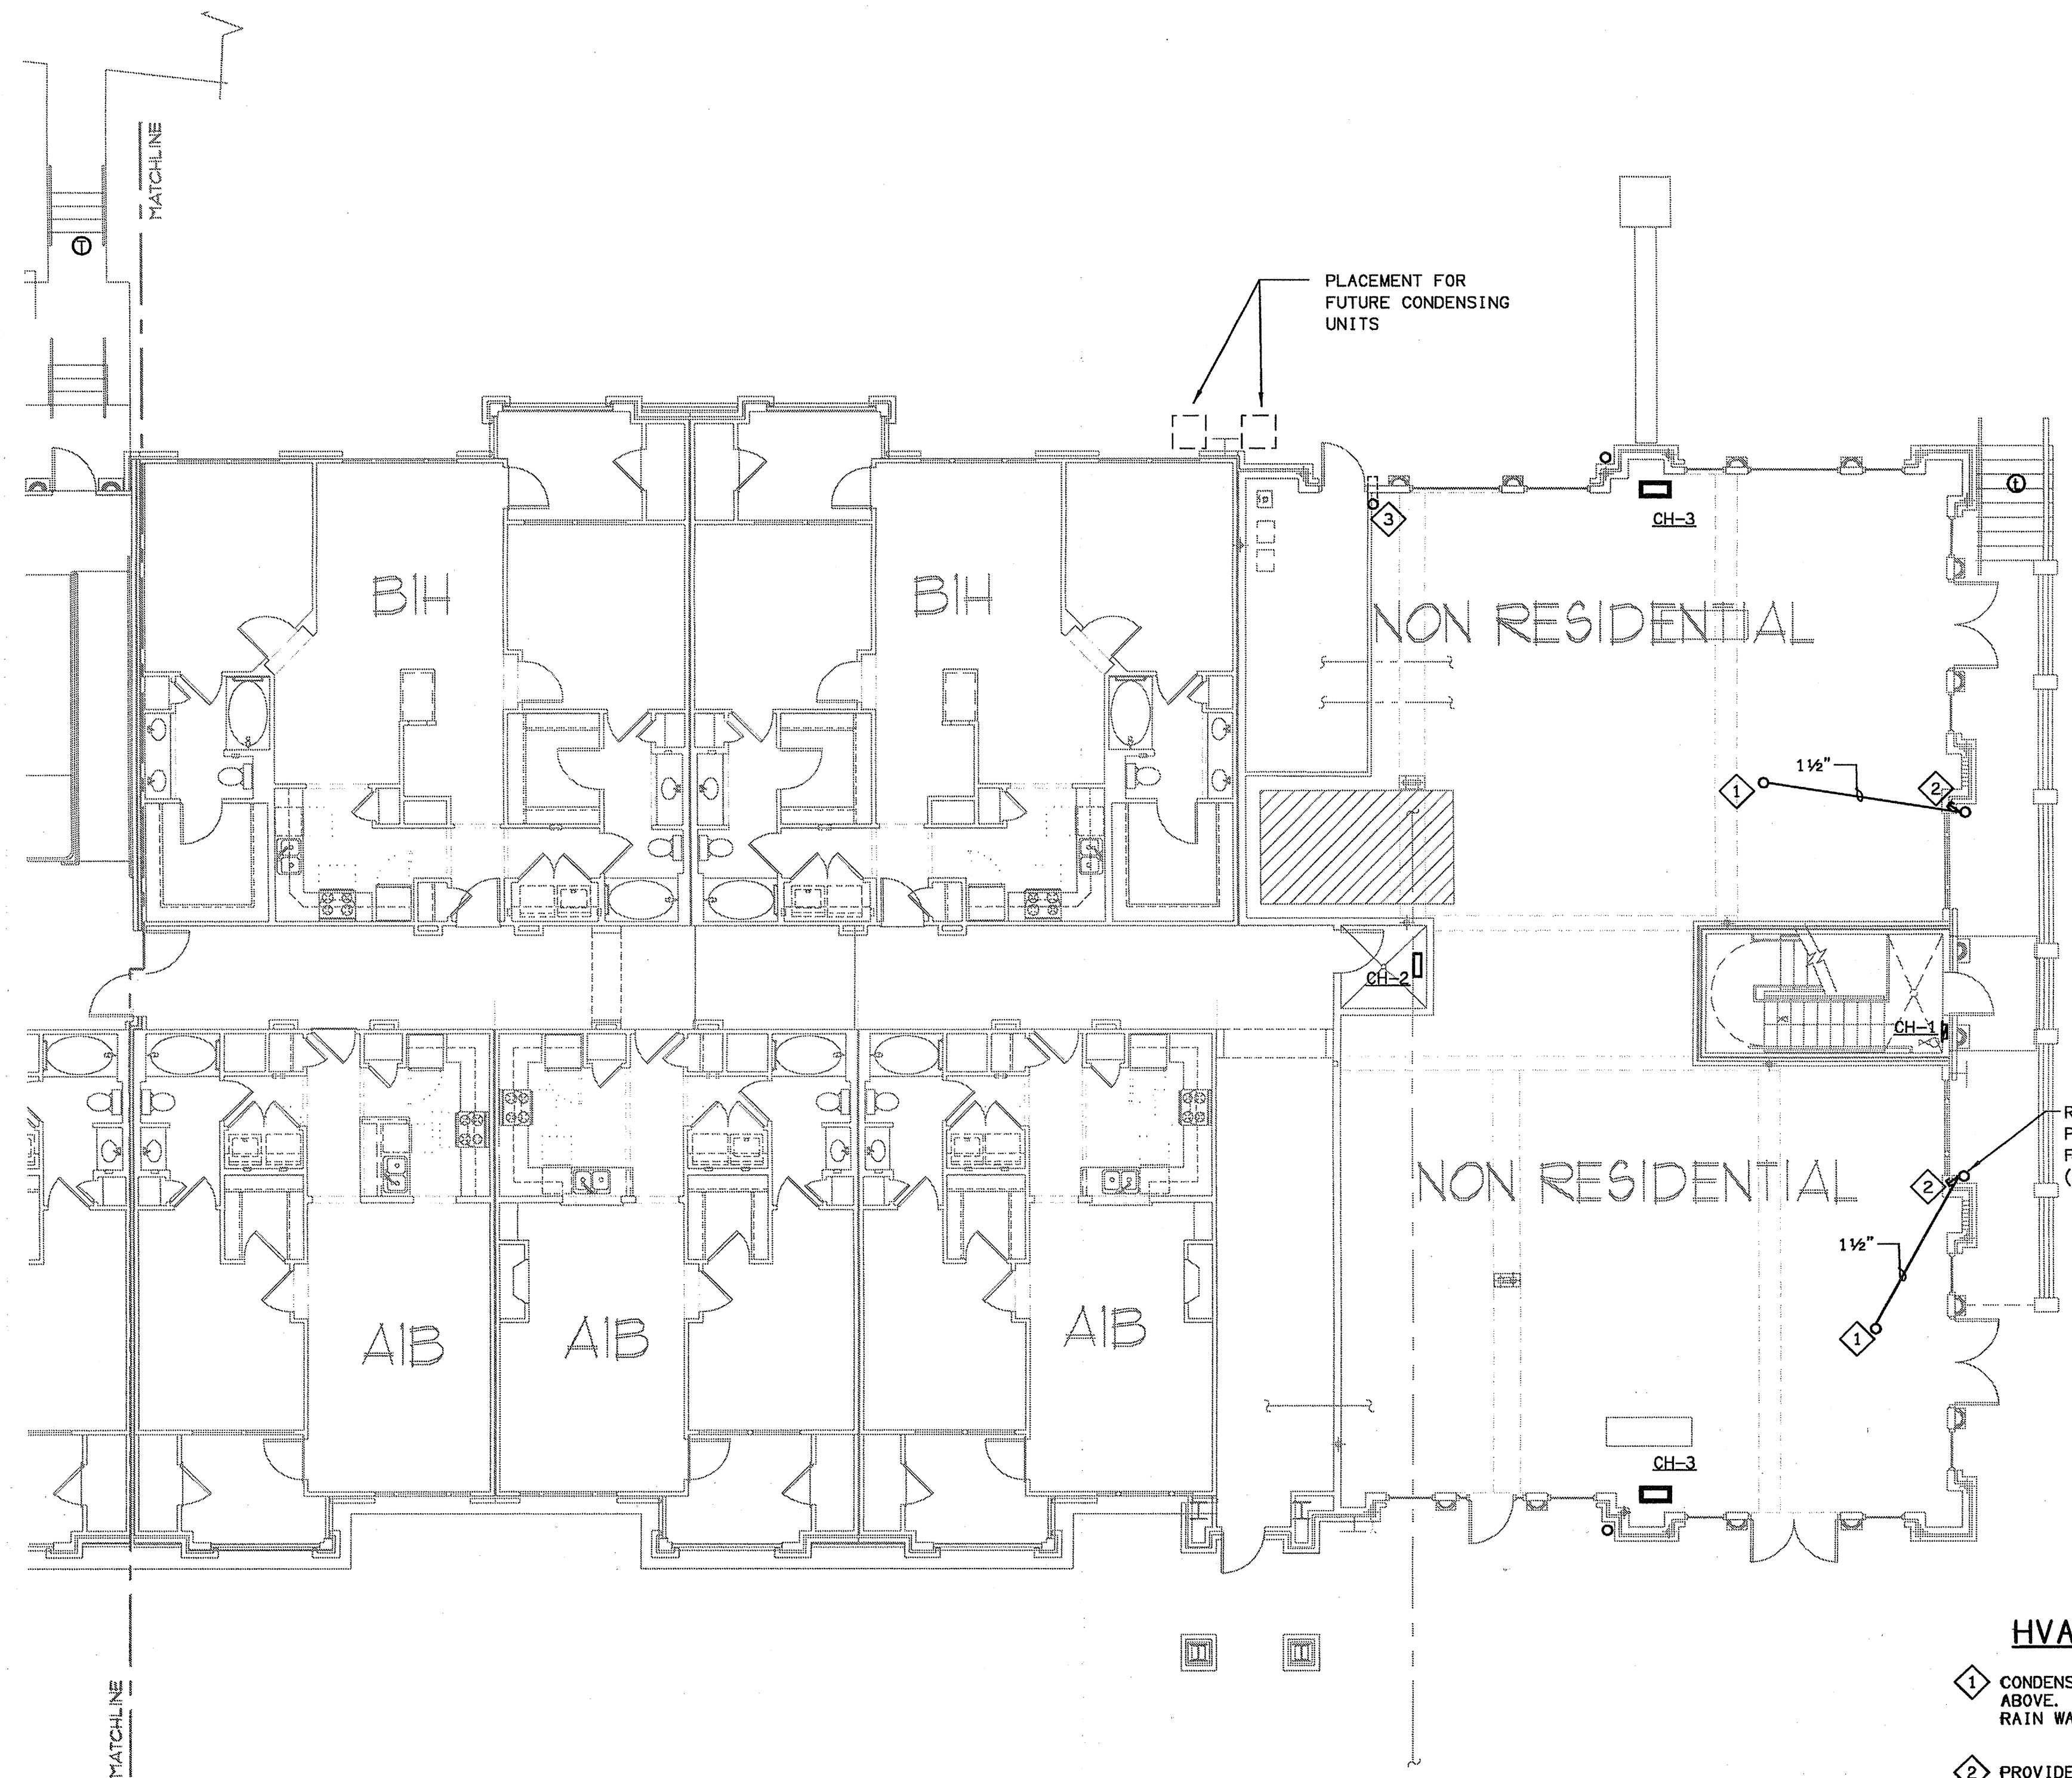 MATCHLINE
T
PLACEMENT FOR
FUTURE CONDENSING
UNITS
t
CH-3
3
B1H
B1H
NON RESIDENTIAL
1 1½" 2
CH-2
CH-1
R
P
F
(
NON RESIDENTIAL
2
1½"
1
A1B
A1B
A1B
CH-3
HVA
1 CONDENS
ABOVE.
RAIN WA
MATCHLINE
2 PROVIDE